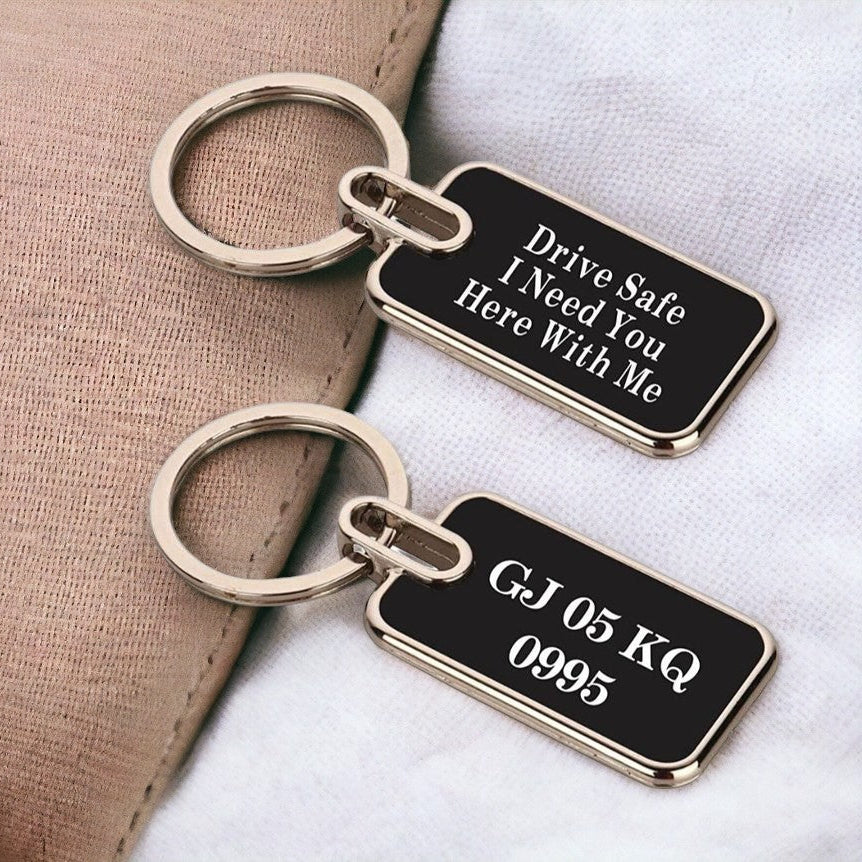 Drive Safe
I Need You
Here With Me
GJ 05 KQ
0995